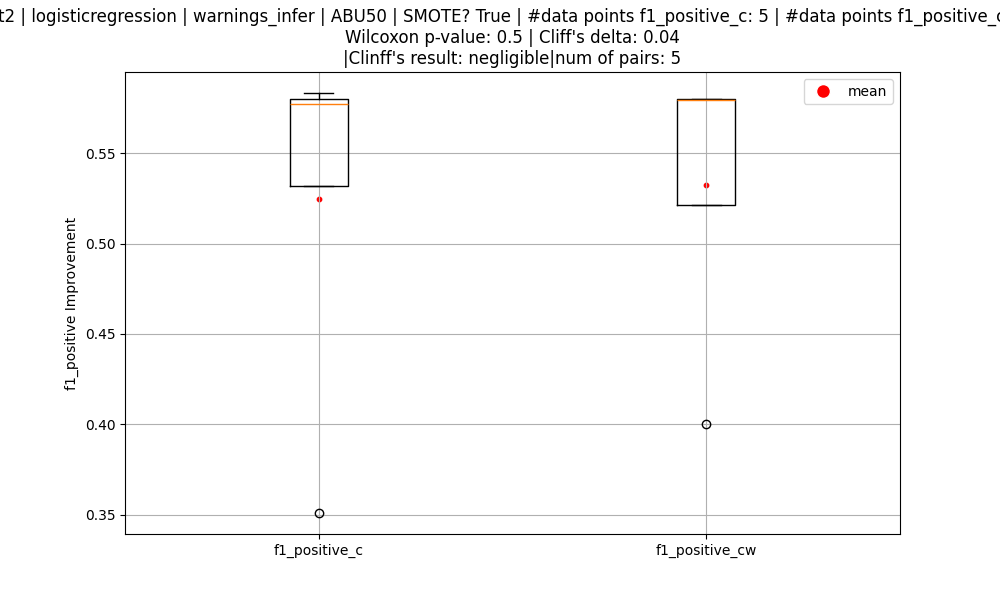 t2 | logisticregression | warnings_infer | ABU50 | SMOTE? True | #data points f1_positive_c: 5 | #data points f1_positive_c
Wilcoxon p-value: 0.5 | Cliff's delta: 0.04
|Clinff's result: negligible|num of pairs: 5
mean
0.55
0.50
0.45
0.40
0.35
f1_positive Improvement
f1_positive_c
f1_positive_cw